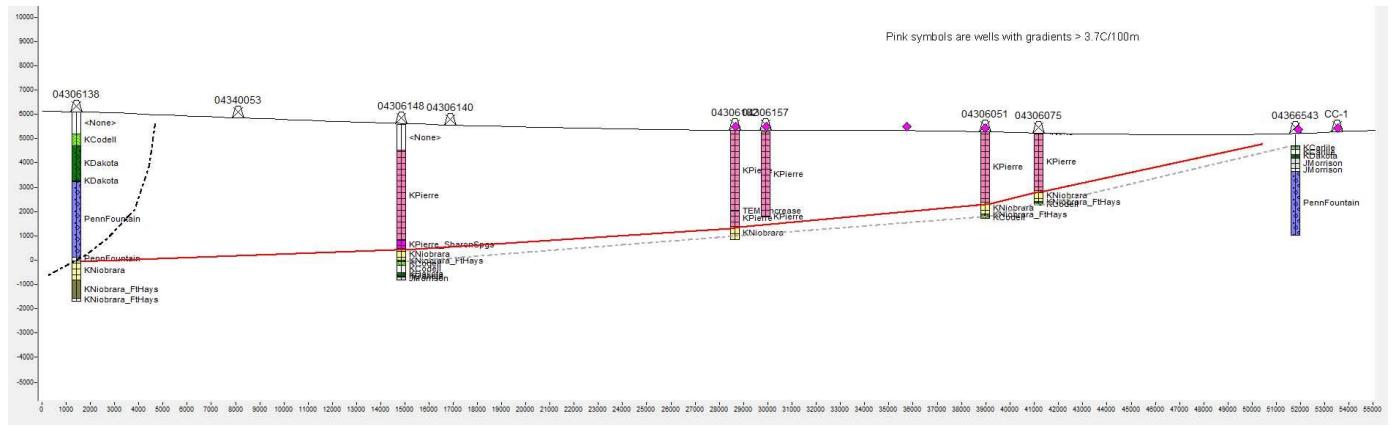 Pink symbols are wells with gradients > 3.7C/100m
04306138
04340053
04306148
04306140
04306157
04306051
04306075
04366543
CC-1
<None>
KCodell
KDakota
KDakota
PennFountain
PennFountain
KNiobrara
KNiobrara_FtHays
KNiobrara_FtHays
<None>
KPierre
KPierre_SharonSpgs
KNiobrara
KNiobrara_FtHays
KCodell
KCodell
KDakota
JMorrison
KPierre
KPierre
KNiobrara
KPierre
KPierre
KPierre
KNiobrara
KNiobrara_FtHays
KCodell
KPierre
KNiobrara
KNiobrara_FtHays
KCodell
KCarlile
KDakota
JMorrison
JMorrison
PennFountain
10000
9000
8000
7000
6000
5000
4000
3000
2000
1000
0
-1000
-2000
-3000
-4000
-5000
0 1000 2000 3000 4000 5000 6000 7000 8000 9000 10000 11000 12000 13000 14000 15000 16000 17000 18000 19000 20000 21000 22000 23000 24000 25000 26000 27000 28000 29000 30000 31000 32000 33000 34000 35000 36000 37000 38000 39000 40000 41000 42000 43000 44000 45000 46000 47000 48000 49000 50000 51000 52000 53000 54000 55000